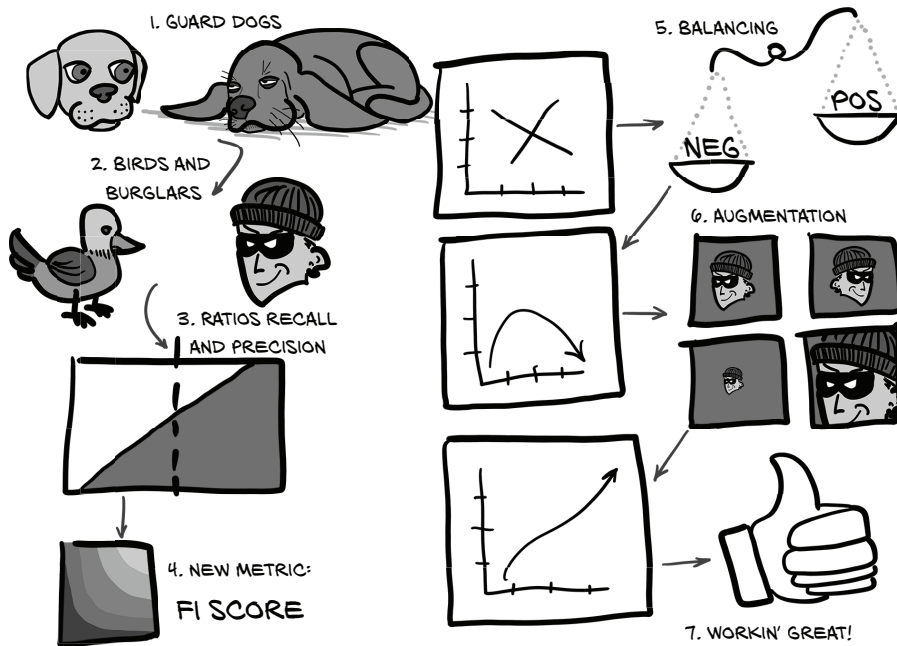 1. GUARD DOGS
2. BIRDS AND
BURGLARS
3. RATIOS RECALL
AND PRECISION
4. NEW METRIC:
F1 SCORE
5. BALANCING
NEG
POS
6. AUGMENTATION
7. WORKIN' GREAT!